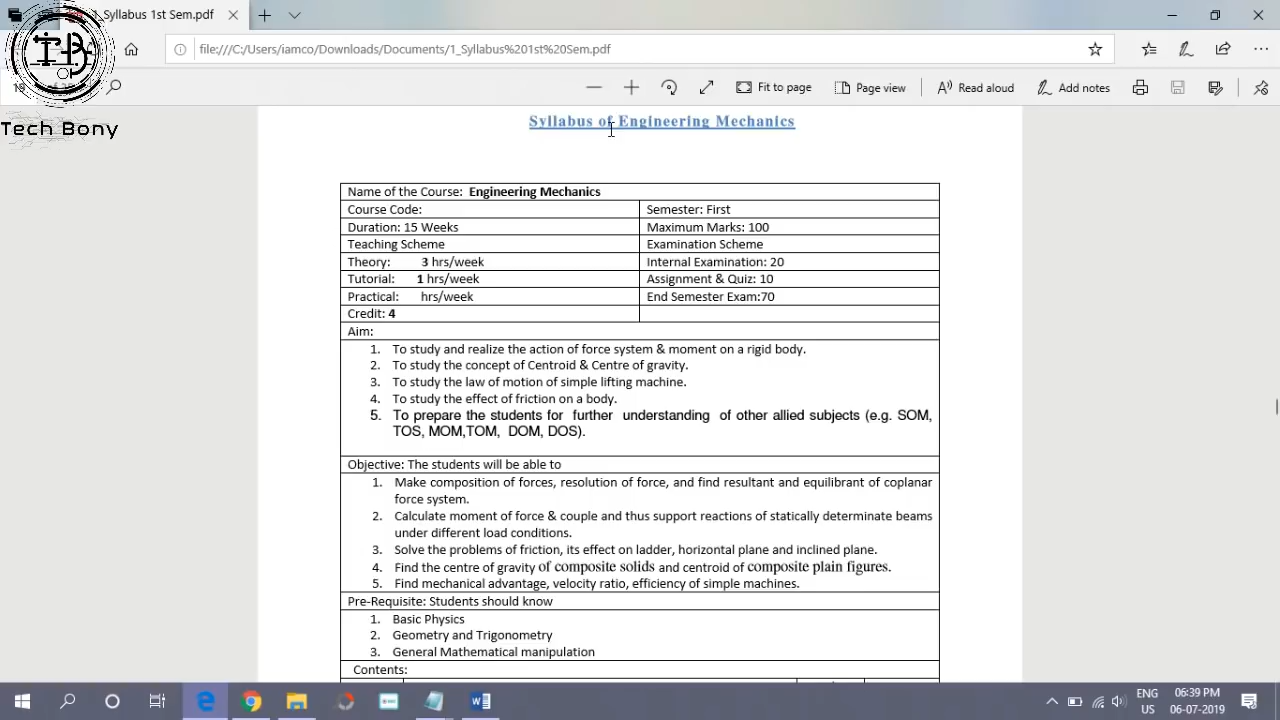 Syllabus 1st Sem.pdf
file:///C:/Users/iamco/Downloads/Documents/1_Syllabus%201st%20Sem.pdf
Fit to page
Page view
Read aloud
Add notes
Tech Bony
Syllabus of Engineering Mechanics
Name of the Course: Engineering Mechanics
Course Code:
Semester: First
Duration: 15 Weeks
Maximum Marks: 100
Teaching Scheme
Examination Scheme
Theory: 3 hrs/week
Internal Examination: 20
Tutorial: 1 hrs/week
Assignment & Quiz: 10
Practical: hrs/week
End Semester Exam:70
Credit: 4
Aim:
1. To study and realize the action of force system & moment on a rigid body.
2. To study the concept of Centroid & Centre of gravity.
3. To study the law of motion of simple lifting machine.
4. To study the effect of friction on a body.
5. To prepare the students for further understanding of other allied subjects (e.g. SOM,
TOS, MOM,TOM, DOM, DOS).
Objective: The students will be able to
1. Make composition of forces, resolution of force, and find resultant and equilibrant of coplanar
force system.
2. Calculate moment of force & couple and thus support reactions of statically determinate beams
under different load conditions.
3. Solve the problems of friction, its effect on ladder, horizontal plane and inclined plane.
4. Find the centre of gravity of composite solids and centroid of composite plain figures.
5. Find mechanical advantage, velocity ratio, efficiency of simple machines.
Pre-Requisite: Students should know
1. Basic Physics
2. Geometry and Trigonometry
3. General Mathematical manipulation
Contents:
ENG
US
06:39 PM
06-07-2019